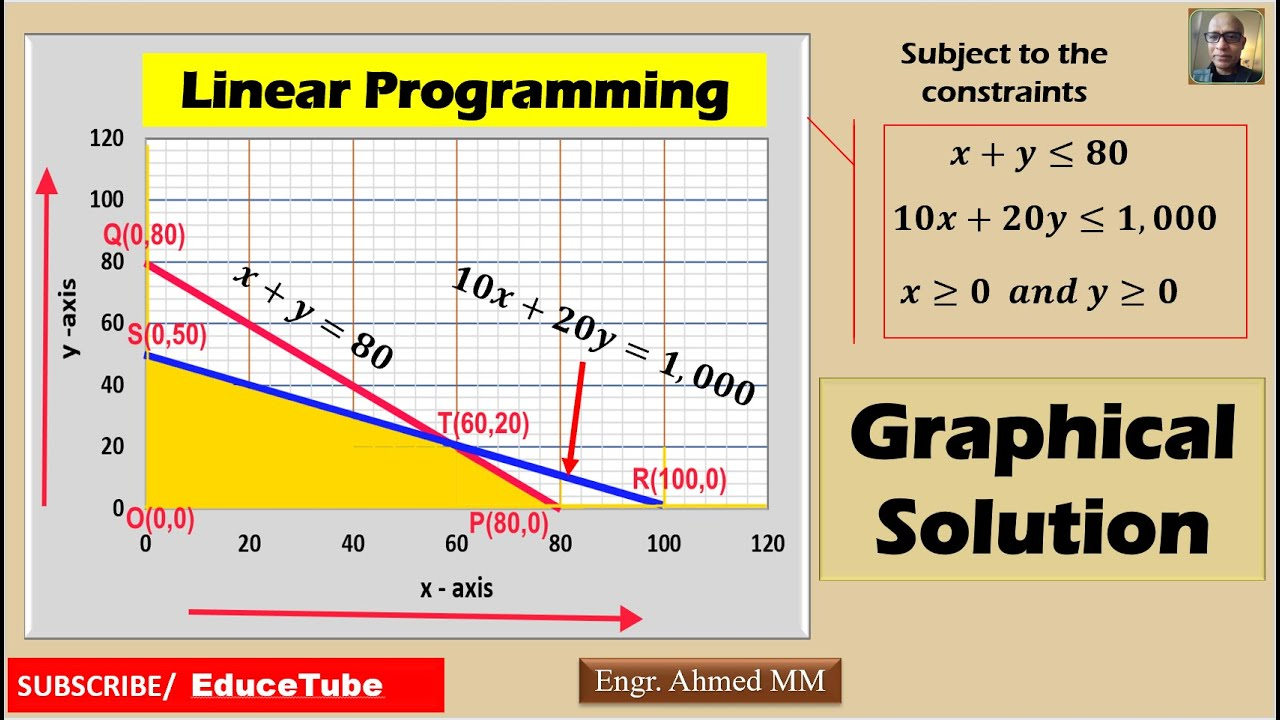 Linear Programming
Subject to the
constraints
x + y ≤ 80
10x + 20y ≤ 1,000
x ≥ 0 and y ≥ 0
120
100
Q(0,80)
80
60
S(0,50)
40
20
0
y -axis
x + y = 80
10x + 20y = 1,000
T(60,20)
R(100,0)
O(0,0)
P(80,0)
0 20 40 60 80 100 120
x - axis
Graphical
Solution
SUBSCRIBE/ EduceTube
Engr. Ahmed MM